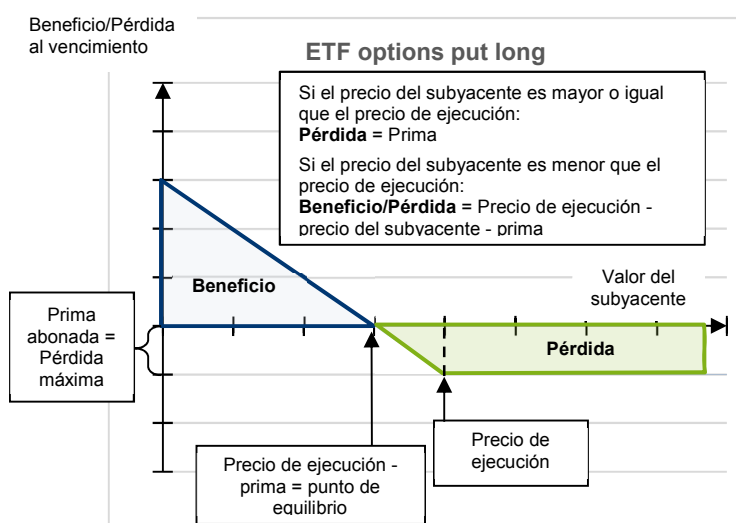 Beneficio/Pérdida
al vencimiento
ETF options put long
Si el precio del subyacente es mayor o igual
que el precio de ejecución:
Pérdida = Prima
Si el precio del subyacente es menor que el
precio de ejecución:
Beneficio/Pérdida = Precio de ejecución -
precio del subyacente - prima
Beneficio
Valor del
subyacente
Prima
abonada =
Pérdida
máxima
Pérdida
Precio de ejecución -
prima = punto de
equilibrio
Precio de
ejecución